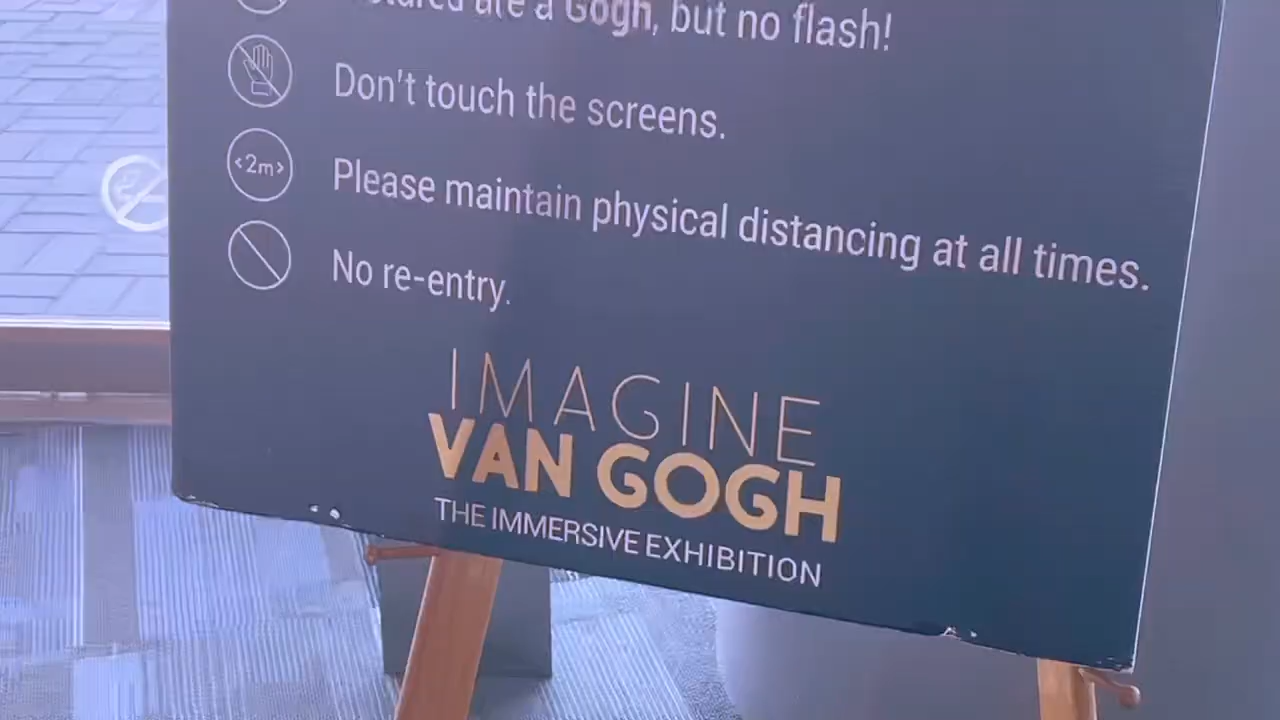 are a Gogh, but no flash!
Don't touch the screens.
<2m>
Please maintain physical distancing at all times.
No re-entry.
IMAGINE
VAN GOGH
THE IMMERSIVE EXHIBITION